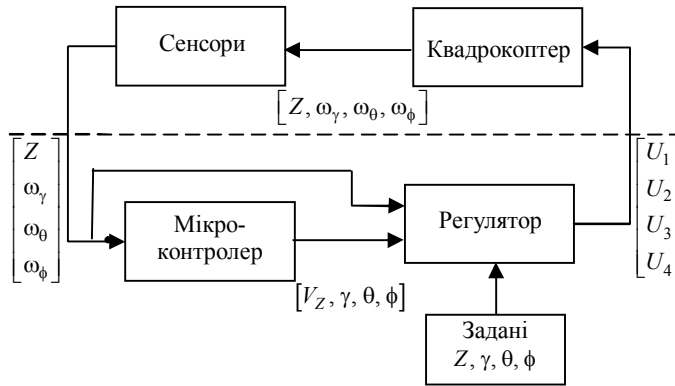 Сенсори
Квадрокоптер
[Z, ω_γ, ω_θ, ω_ϕ]
Z
ω_γ
ω_θ
ω_ϕ
Мікро-
контролер
Регулятор
U_1
U_2
U_3
U_4
[V_Z, γ, θ, ϕ]
Задані
Z, γ, θ, ϕ